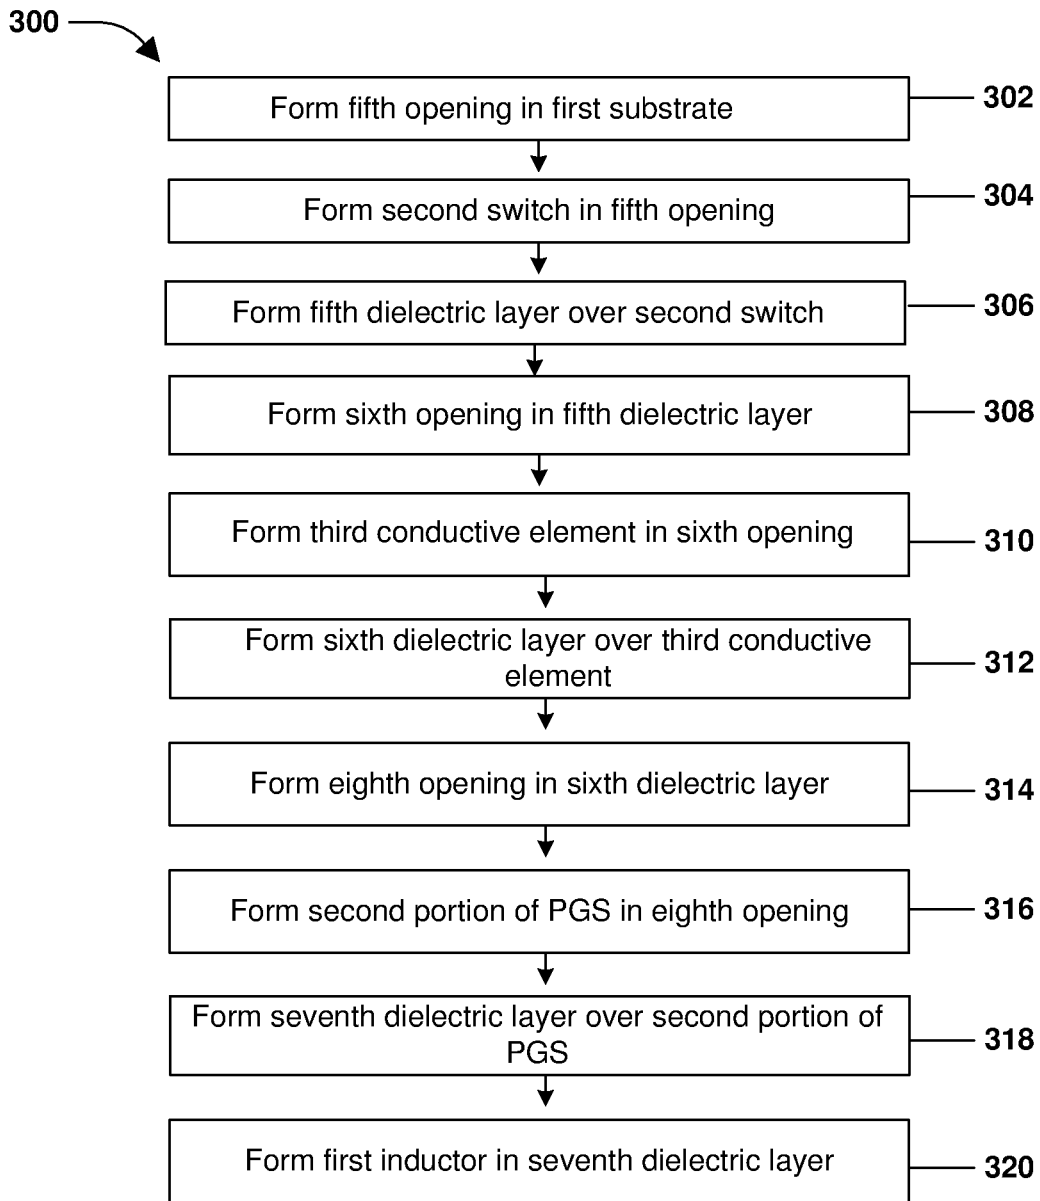 300
Form fifth opening in first substrate
302
Form second switch in fifth opening
304
Form fifth dielectric layer over second switch
306
Form sixth opening in fifth dielectric layer
308
Form third conductive element in sixth opening
310
Form sixth dielectric layer over third conductive
element
312
Form eighth opening in sixth dielectric layer
314
Form second portion of PGS in eighth opening
316
Form seventh dielectric layer over second portion of
PGS
318
Form first inductor in seventh dielectric layer
320